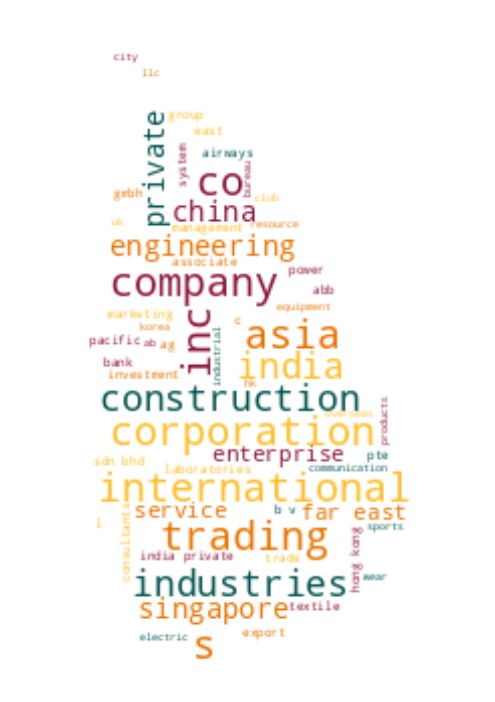 city
llc
private
group
east
system
airways
bureau
co
gmbh
club
china
uk
management
resource
engineering
associate
power
company
abb
equipment
marketing
korea
c
inc
industrial
asia
pacific
ab
ag
bank
india
investment
hk
construction
products
overseas
corporation
enterprise
pte
sdn bhd
laboratories
communication
international
consultants
service
b v
far east
l
sports
trading
hong kong
india private
trade
industries
wear
singapore
textile
electric
export
s